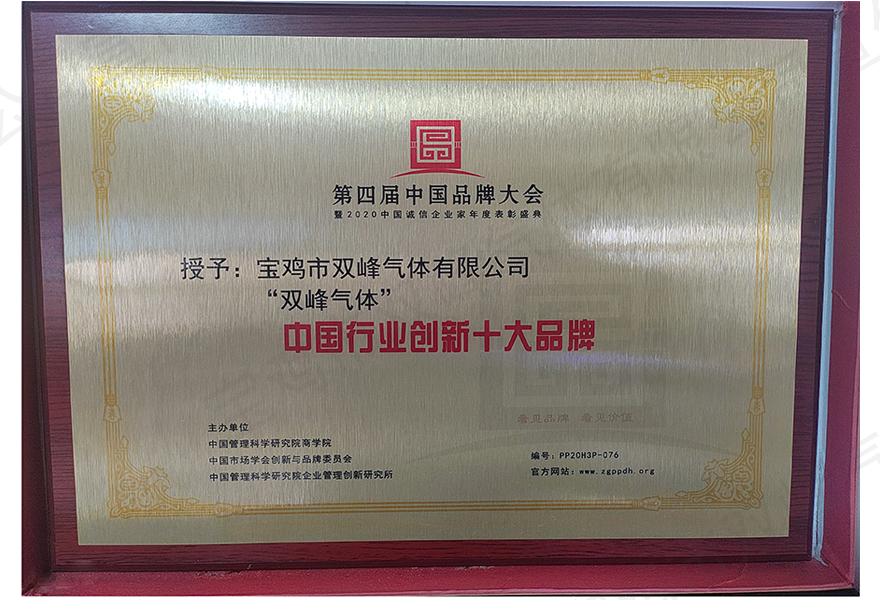 第四届中国品牌大会
暨2020中国诚信企业家年度表彰盛典
授予：宝鸡市双峰气体有限公司
“双峰气体”
中国行业创新十大品牌
看见品牌 看见价值
主办单位
中国管理科学研究院商学院
中国市场学会创新与品牌委员会
中国管理科学研究院企业管理创新研究所
编号：PP20H3P-076
官方网站：www.zgppdh.org